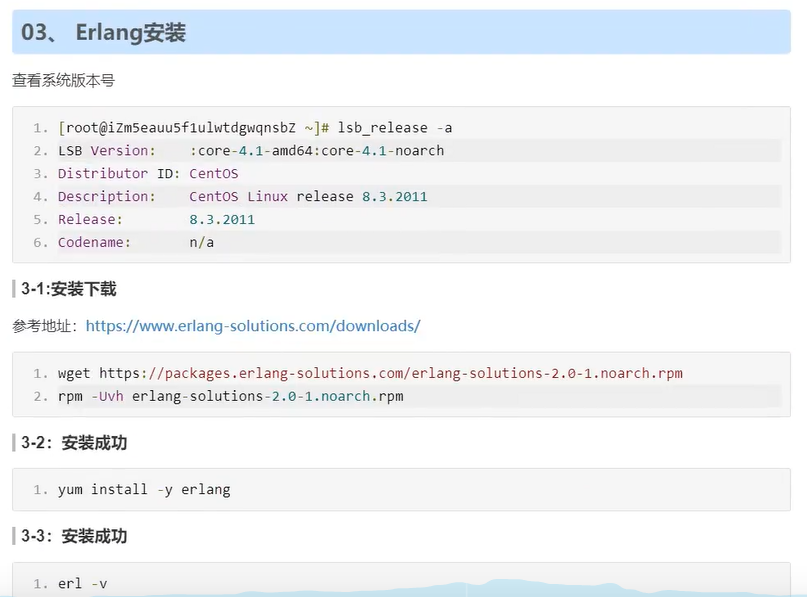 03、 Erlang安装
查看系统版本号
1. [root@iZm5eauu5f1ulwtdgwqnsbZ ~]# lsb_release -a
2. LSB Version:    :core-4.1-amd64:core-4.1-noarch
3. Distributor ID: CentOS
4. Description:    CentOS Linux release 8.3.2011
5. Release:        8.3.2011
6. Codename:       n/a
3-1:安装下载
参考地址：https://www.erlang-solutions.com/downloads/
1. wget https://packages.erlang-solutions.com/erlang-solutions-2.0-1.noarch.rpm
2. rpm -Uvh erlang-solutions-2.0-1.noarch.rpm
3-2：安装成功
1. yum install -y erlang
3-3：安装成功
1. erl -v